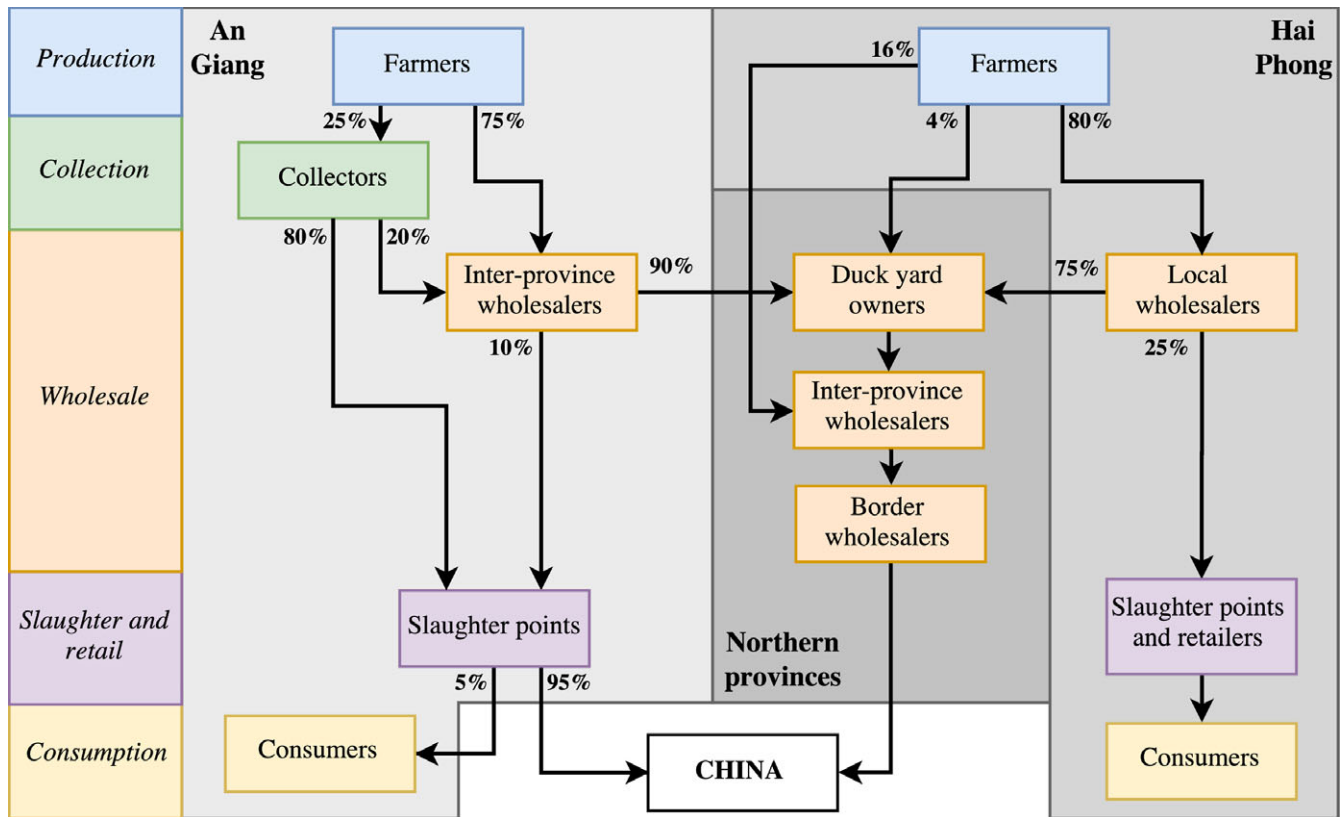 Production
Collection
Wholesale
Slaughter and
retail
Consumption
An
Giang
Farmers
25%
75%
Collectors
80%
20%
Inter-province
wholesalers
90%
10%
Slaughter points
5%
95%
Consumers
Hai
Phong
16%
Farmers
4%
80%
Duck yard
owners
75%
Local
wholesalers
25%
Inter-province
wholesalers
Border
wholesalers
Northern
provinces
Slaughter points
and retailers
CHINA
Consumers